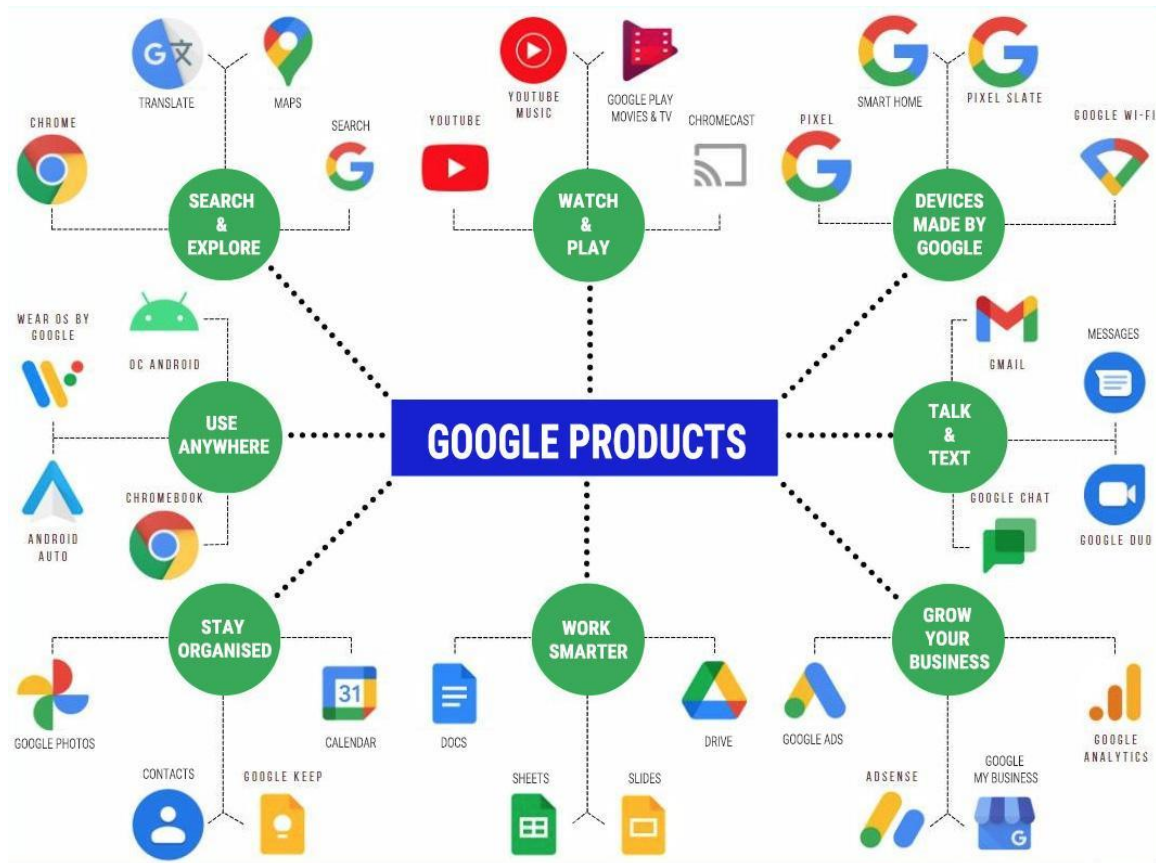 TRANSLATE
MAPS
CHROME
SEARCH
SEARCH
&
EXPLORE
YOUTUBE
MUSIC
GOOGLE PLAY
MOVIES & TV
YOUTUBE
CHROMECAST
WATCH
&
PLAY
SMART HOME
PIXEL SLATE
PIXEL
GOOGLE WI-FI
DEVICES
MADE BY
GOOGLE
WEAR OS BY
GOOGLE
OC ANDROID
USE
ANYWHERE
ANDROID
AUTO
CHROMEBOOK
GOOGLE PRODUCTS
GMAIL
MESSAGES
TALK
&
TEXT
GOOGLE CHAT
GOOGLE DUO
STAY
ORGANISED
GOOGLE PHOTOS
31
CALENDAR
CONTACTS
GOOGLE KEEP
WORK
SMARTER
DOCS
DRIVE
SHEETS
SLIDES
GROW
YOUR
BUSINESS
GOOGLE ADS
GOOGLE
ANALYTICS
ADSENSE
GOOGLE
MY BUSINESS
G